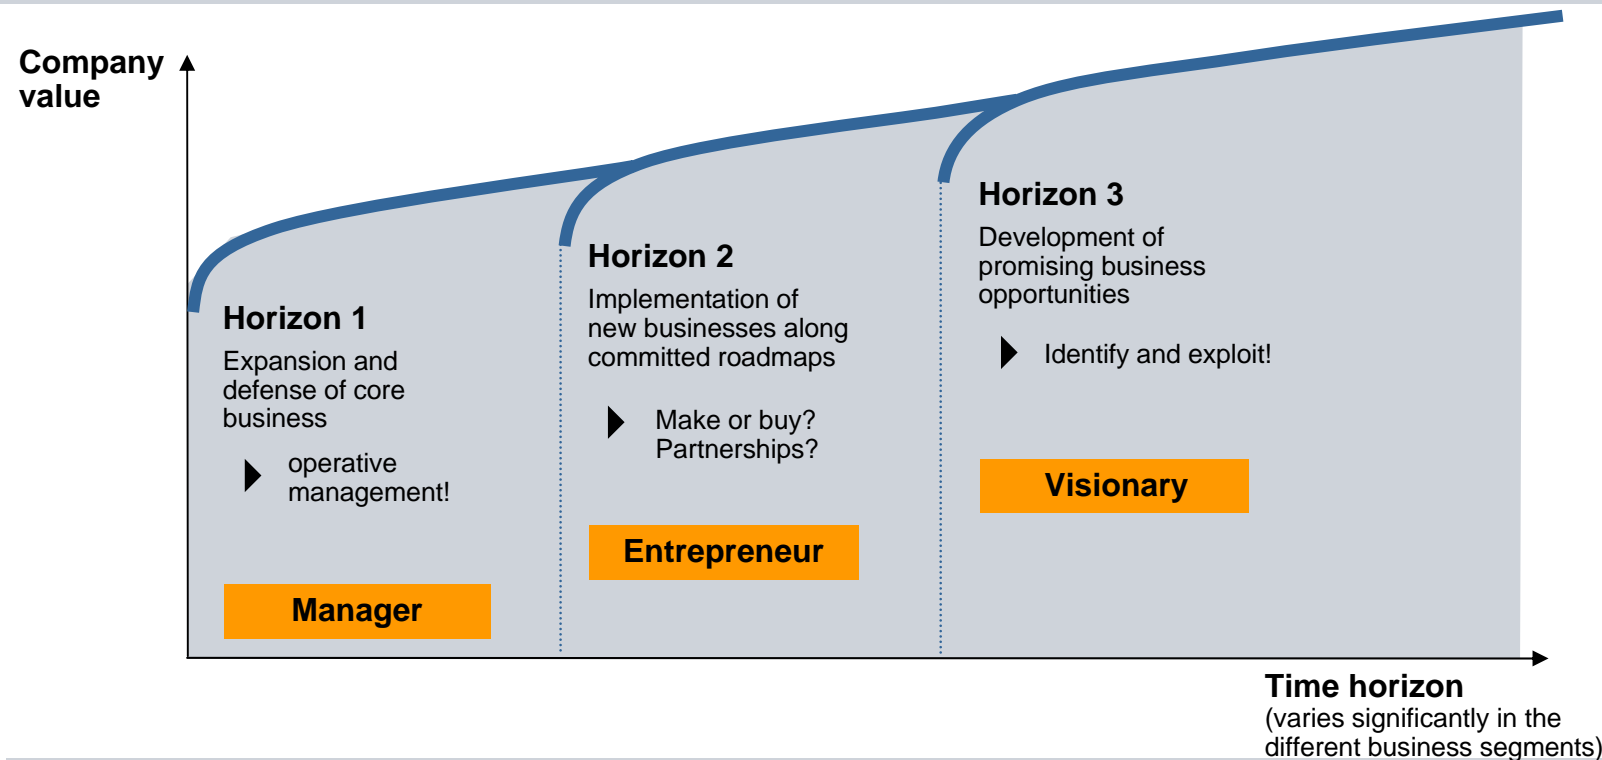 Company
value
Horizon 1
Expansion and
defense of core
business
operative
management!
Manager
Horizon 2
Implementation of
new businesses along
committed roadmaps
Make or buy?
Partnerships?
Entrepreneur
Horizon 3
Development of
promising business
opportunities
Identify and exploit!
Visionary
Time horizon
(varies significantly in the
different business segments)